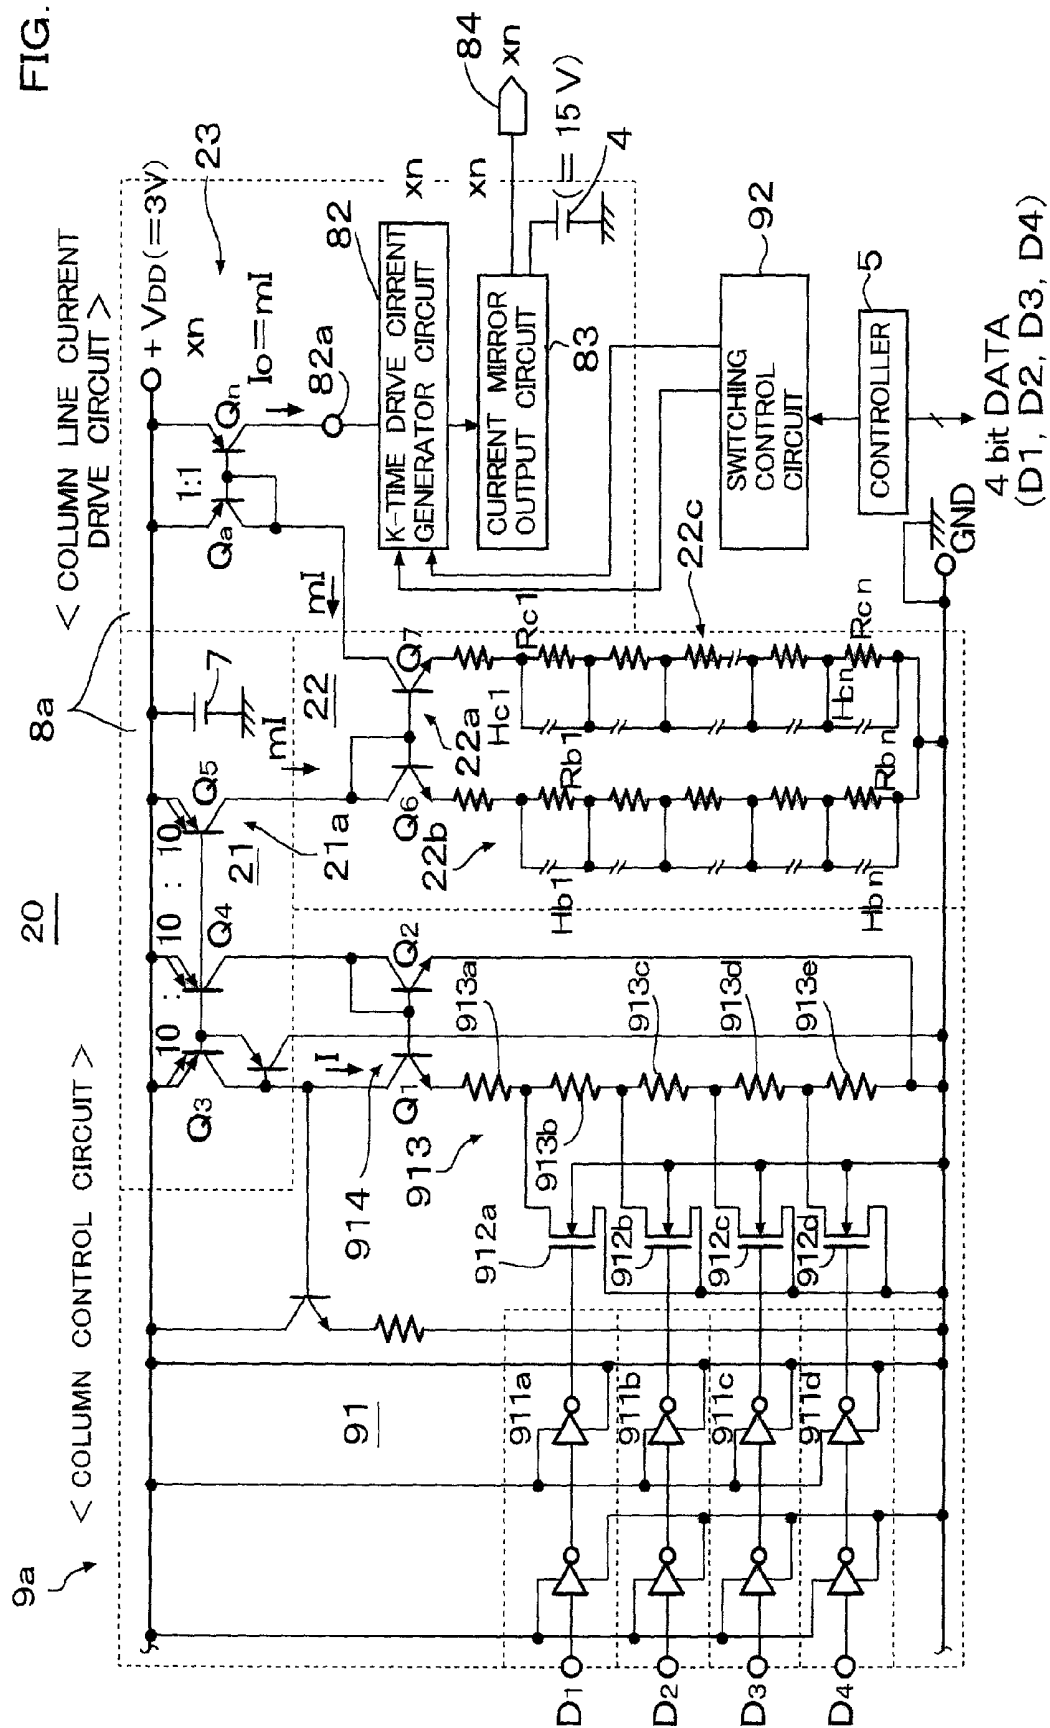 FIG.
20
9a
< COLUMN CONTROL CIRCUIT >
8a
< COLUMN LINE CURRENT
DRIVE CIRCUIT >
+ VDD (=3V)
23
xn
10 : 10 : 10
Q3
Q4
Q5
21
21a
7
1:1
Qa
Qn
Io=mI
82a
mI
mI
22
I
914
91
Q1
Q2
Q6
Q7
22a
22b
22c
82
K-TIME DRIVE CIRRENT
GENERATOR CIRCUIT
xn
CURRENT MIRROR
OUTPUT CIRCUIT
83
xn
84
xn
(= 15 V)
4
913
913a
913b
913c
913d
913e
912a
912b
912c
912d
911a
911b
911c
911d
Hb1
Rb1
Hc1
Rc1
Hbn
Rbn
Hcn
Rcn
SWITCHING
CONTROL
CIRCUIT
92
CONTROLLER
5
GND
4 bit DATA
(D1, D2, D3, D4)
D1
D2
D3
D4